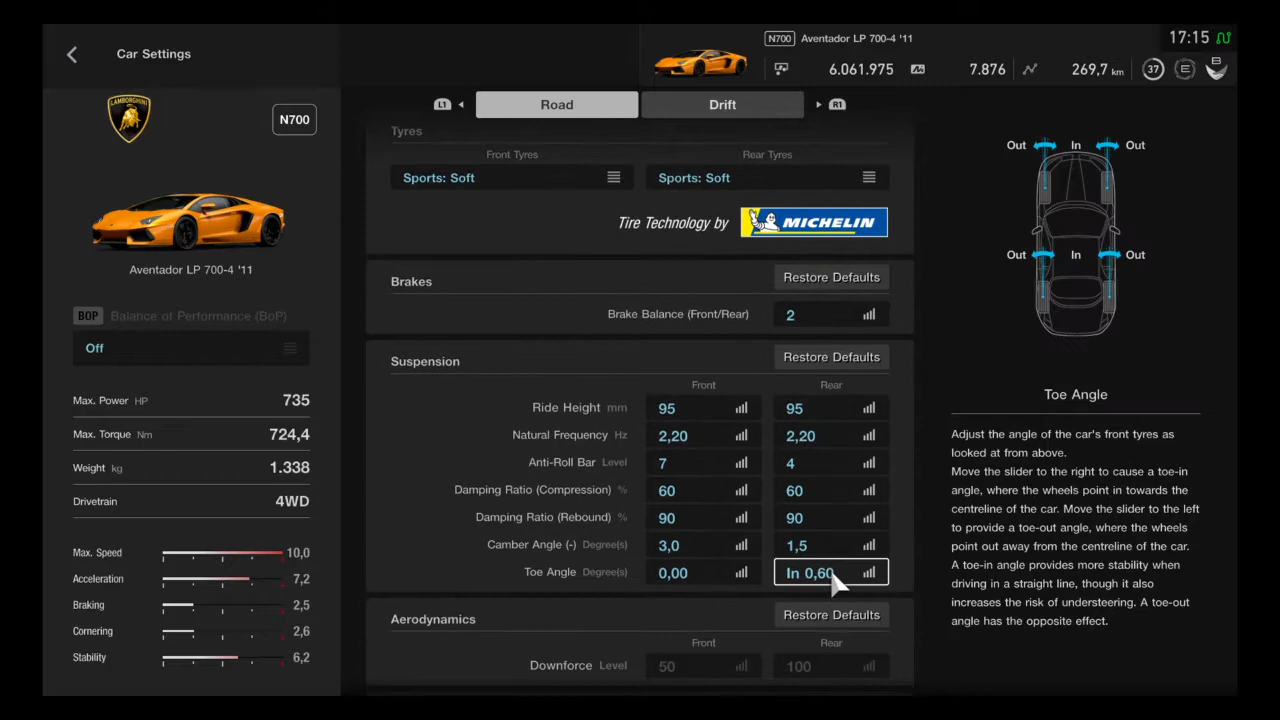 Car Settings
N700 Aventador LP 700-4 '11
17:15
6.061.975
7.876
269,7 km
37
E
B
L1 Road Drift R1
LAMBORGHINI
N700
Aventador LP 700-4 '11
BOP Balance of Performance (BoP)
Off
Max. Power HP 735
Max. Torque Nm 724,4
Weight kg 1.338
Drivetrain 4WD
Max. Speed 10,0
Acceleration 7,2
Braking 2,5
Cornering 2,6
Stability 6,2
Tyres
Front Tyres Rear Tyres
Sports: Soft Sports: Soft
Tire Technology by MICHELIN
Brakes Restore Defaults
Brake Balance (Front/Rear) 2
Suspension Restore Defaults
Front Rear
Ride Height mm 95 95
Natural Frequency Hz 2,20 2,20
Anti-Roll Bar Level 7 4
Damping Ratio (Compression) % 60 60
Damping Ratio (Rebound) % 90 90
Camber Angle (-) Degree(s) 3,0 1,5
Toe Angle Degree(s) 0,00 In 0,60
Aerodynamics Restore Defaults
Front Rear
Downforce Level 50 100
Out In Out
Out In Out
Toe Angle
Adjust the angle of the car's front tyres as
looked at from above.
Move the slider to the right to cause a toe-in
angle, where the wheels point in towards the
centreline of the car. Move the slider to the left
to provide a toe-out angle, where the wheels
point out away from the centreline of the car.
A toe-in angle provides more stability when
driving in a straight line, though it also
increases the risk of understeering. A toe-out
angle has the opposite effect.